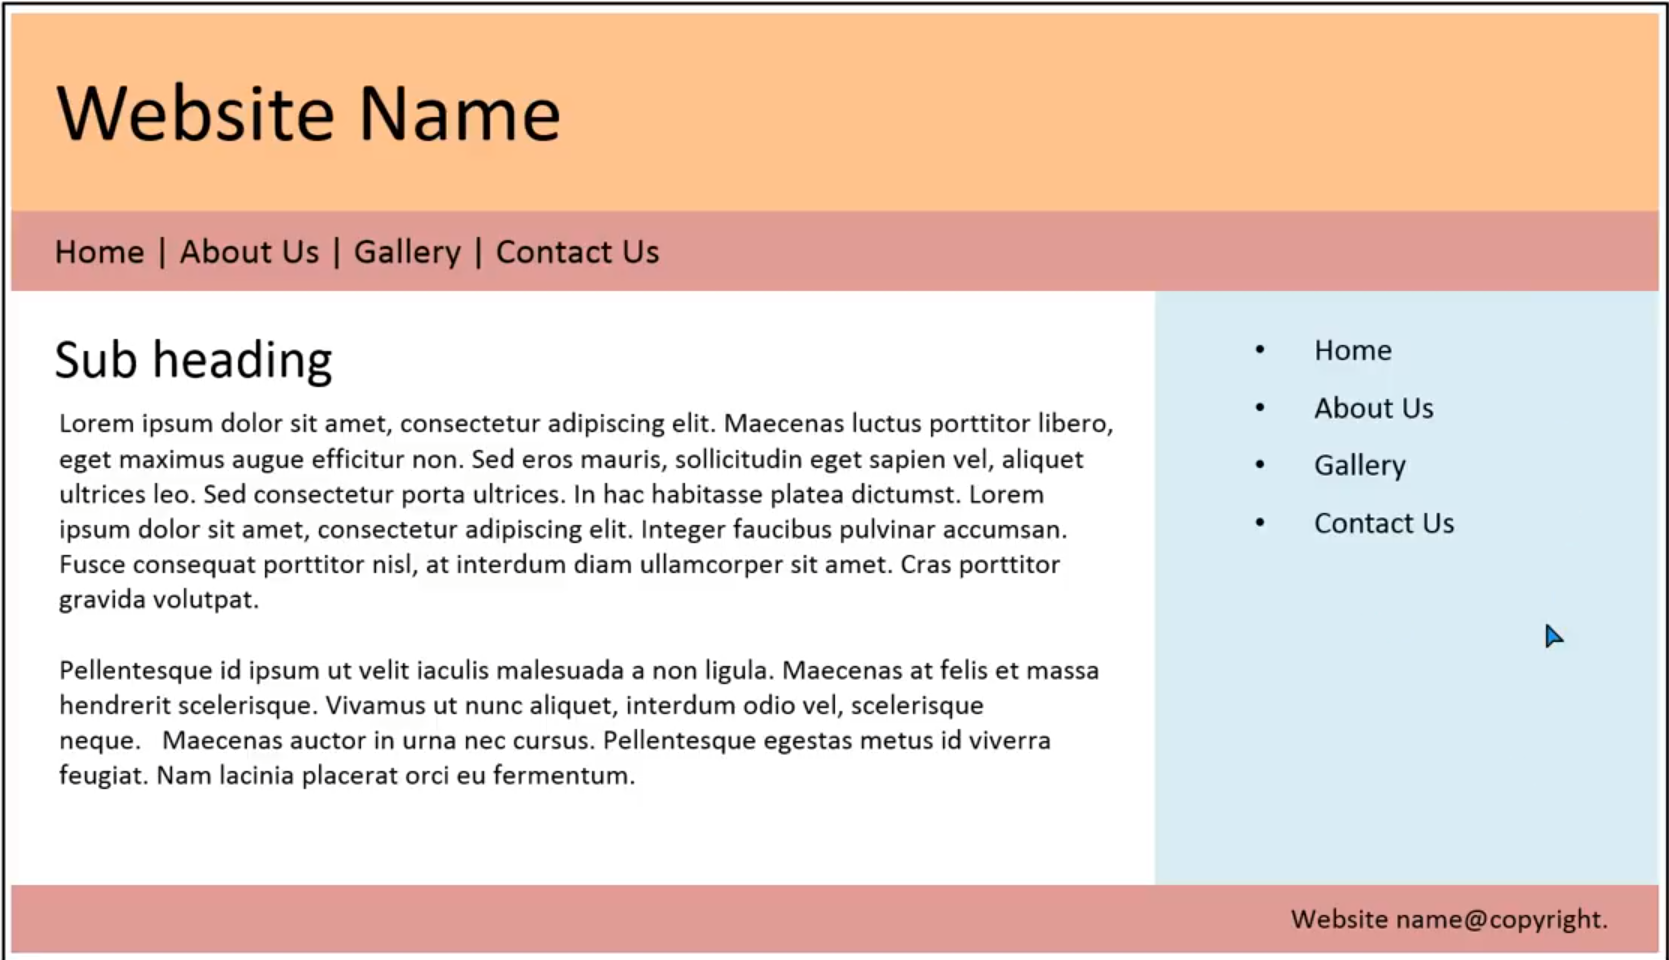 Website Name
Home | About Us | Gallery | Contact Us
Sub heading
Lorem ipsum dolor sit amet, consectetur adipiscing elit. Maecenas luctus porttitor libero,
eget maximus augue efficitur non. Sed eros mauris, sollicitudin eget sapien vel, aliquet
ultrices leo. Sed consectetur porta ultrices. In hac habitasse platea dictumst. Lorem
ipsum dolor sit amet, consectetur adipiscing elit. Integer faucibus pulvinar accumsan.
Fusce consequat porttitor nisl, at interdum diam ullamcorper sit amet. Cras porttitor
gravida volutpat.
Pellentesque id ipsum ut velit iaculis malesuada a non ligula. Maecenas at felis et massa
hendrerit scelerisque. Vivamus ut nunc aliquet, interdum odio vel, scelerisque
neque.   Maecenas auctor in urna nec cursus. Pellentesque egestas metus id viverra
feugiat. Nam lacinia placerat orci eu fermentum.
• Home
• About Us
• Gallery
• Contact Us
Website name@copyright.